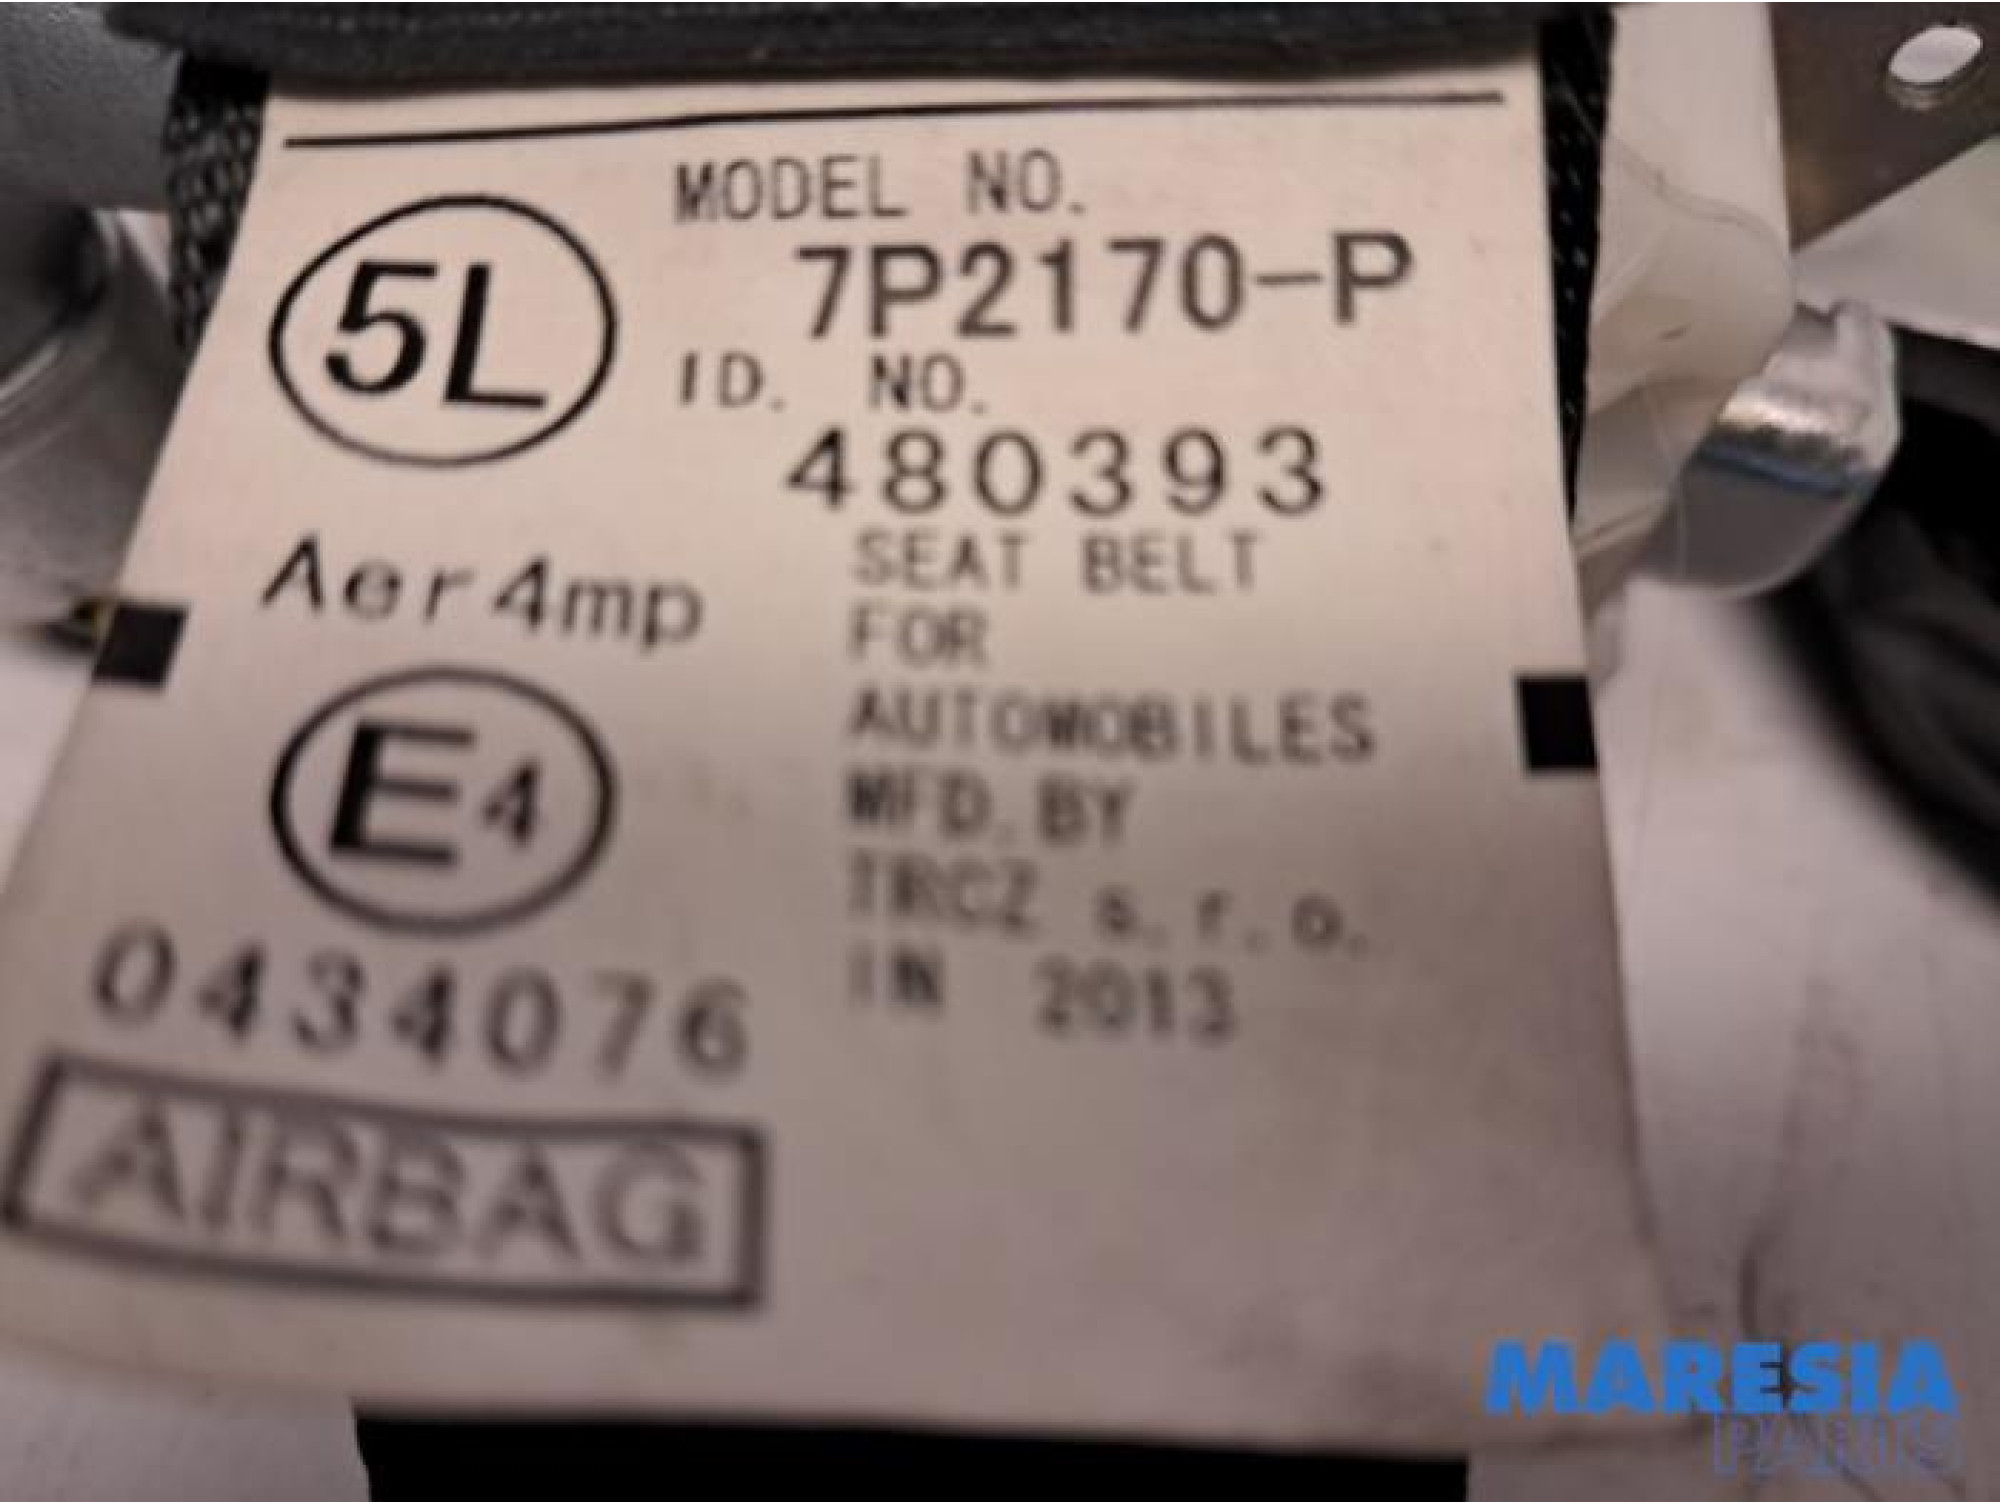 MODEL NO.
7P2170-P
5L
ID. NO.
480393
Aer4mp
SEAT BELT
FOR
AUTOMOBILES
MFD.BY
TRCZ s.r.o.
IN 2013
E4
0434076
AIRBAG
MARESIA
PARTS